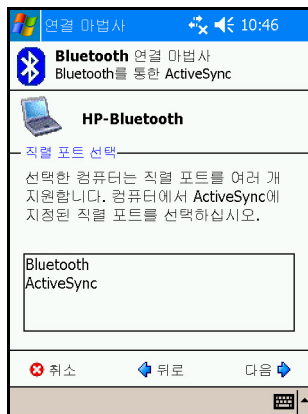 연결 마법사 10:46
Bluetooth 연결 마법사
Bluetooth를 통한 ActiveSync
HP-Bluetooth
직렬 포트 선택
선택한 컴퓨터는 직렬 포트를 여러 개
지원합니다. 컴퓨터에서 ActiveSync에
지정된 직렬 포트를 선택하십시오.
Bluetooth
ActiveSync
취소 뒤로 다음